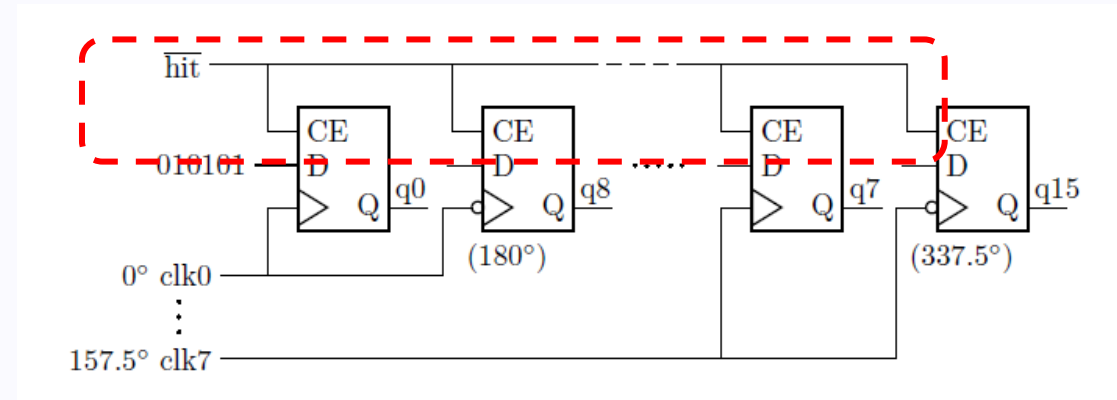 hit
CE CE CE CE
010101 D D ..... D D
Q q0 Q q8 Q q7 Q q15
(180°) (337.5°)
0° clk0
157.5° clk7